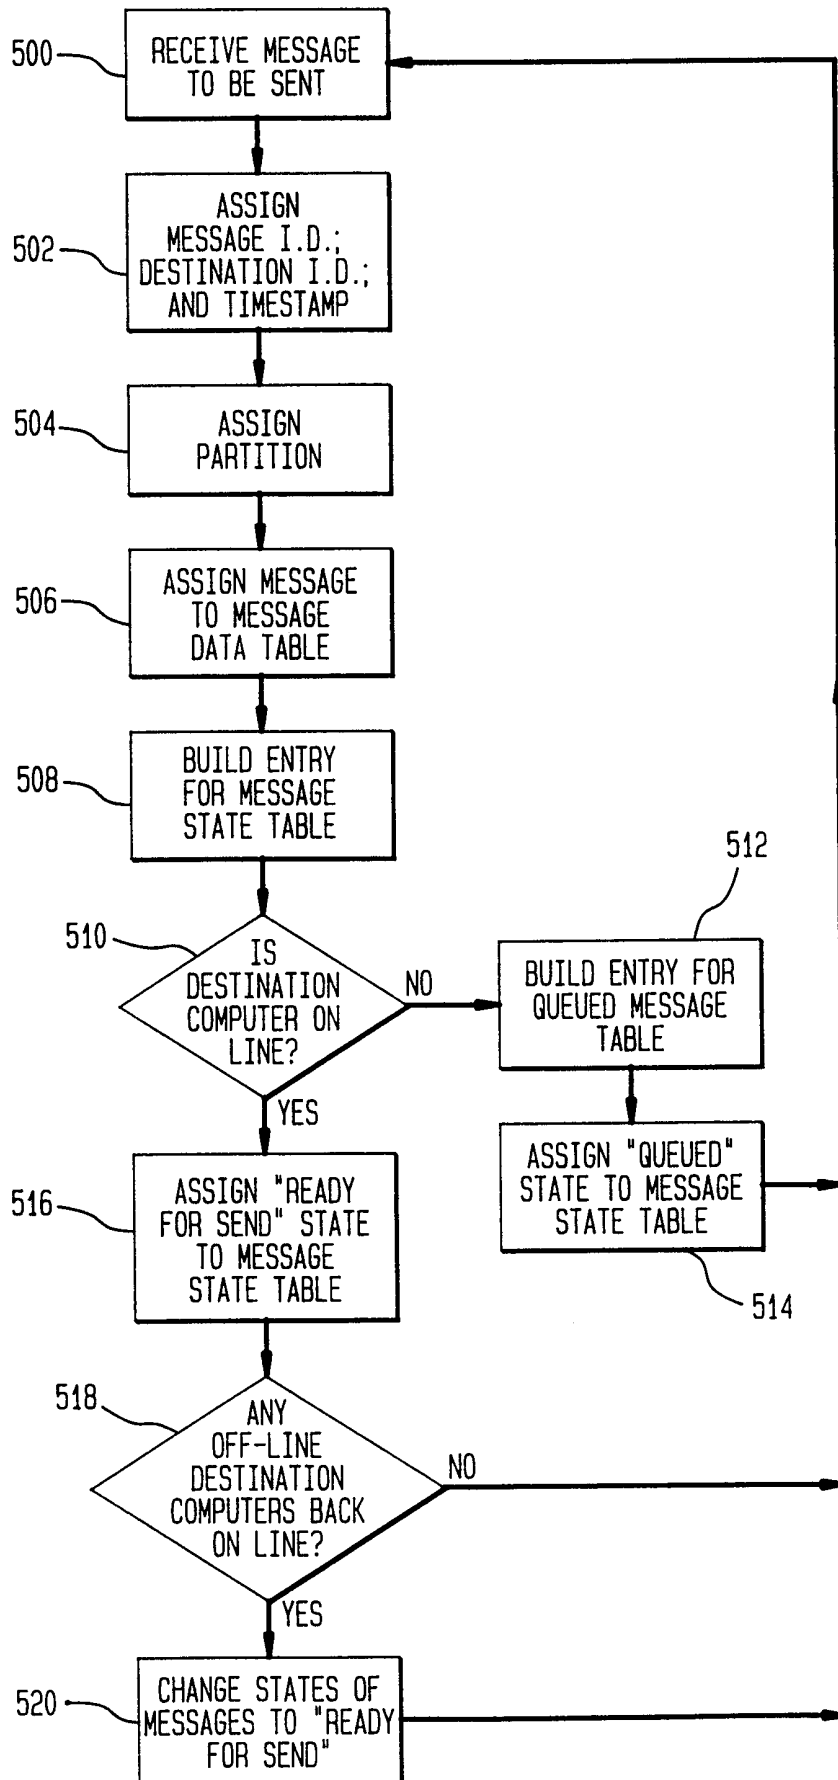 500
RECEIVE MESSAGE
TO BE SENT
502
ASSIGN
MESSAGE I.D.;
DESTINATION I.D.;
AND TIMESTAMP
504
ASSIGN
PARTITION
506
ASSIGN MESSAGE
TO MESSAGE
DATA TABLE
508
BUILD ENTRY
FOR MESSAGE
STATE TABLE
510
IS
DESTINATION
COMPUTER ON
LINE?
NO
YES
512
BUILD ENTRY FOR
QUEUED MESSAGE
TABLE
ASSIGN "QUEUED"
STATE TO MESSAGE
STATE TABLE
514
516
ASSIGN "READY
FOR SEND" STATE
TO MESSAGE
STATE TABLE
518
ANY
OFF-LINE
DESTINATION
COMPUTERS BACK
ON LINE?
NO
YES
520
CHANGE STATES OF
MESSAGES TO "READY
FOR SEND"